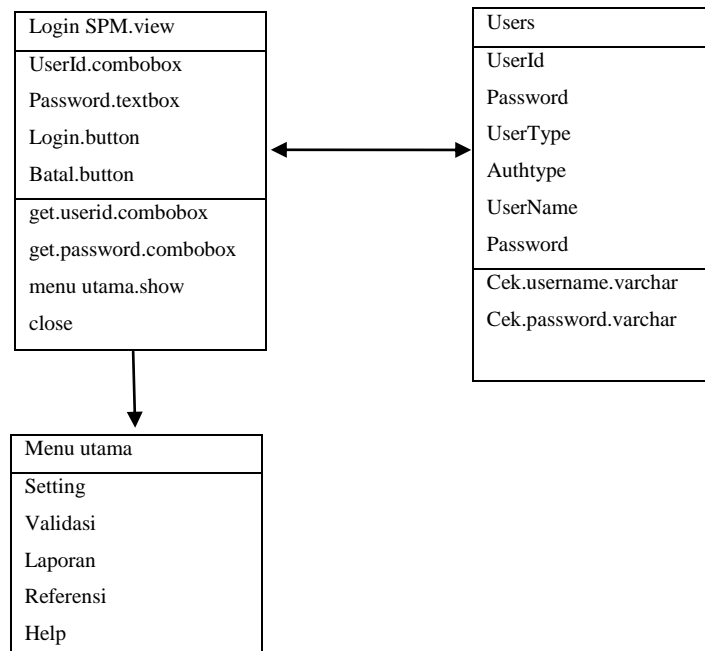 Login SPM.view
UserId.combobox
Password.textbox
Login.button
Batal.button
get.userid.combobox
get.password.combobox
menu utama.show
close
Users
UserId
Password
UserType
Authtype
UserName
Password
Cek.username.varchar
Cek.password.varchar
Menu utama
Setting
Validasi
Laporan
Referensi
Help